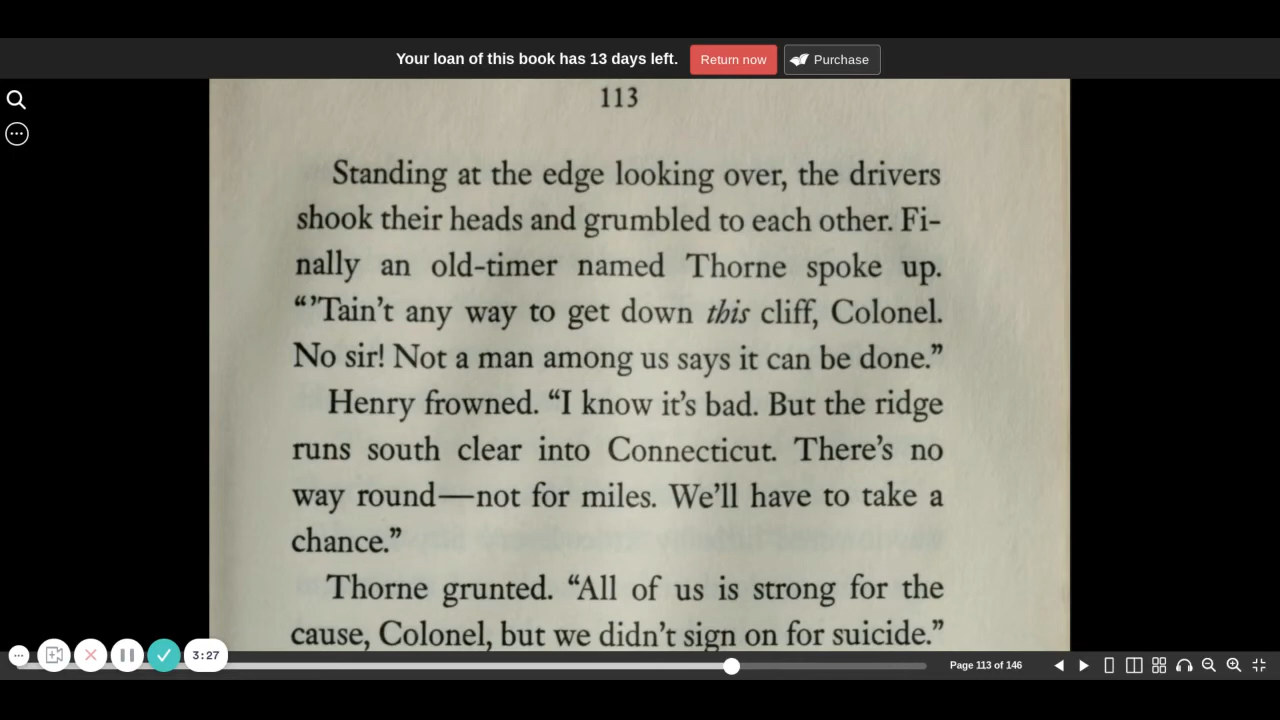 Your loan of this book has 13 days left. Return now Purchase
113
Standing at the edge looking over, the drivers
shook their heads and grumbled to each other. Fi-
nally an old-timer named Thorne spoke up.
“’Tain’t any way to get down this cliff, Colonel.
No sir! Not a man among us says it can be done.”
Henry frowned. “I know it’s bad. But the ridge
runs south clear into Connecticut. There’s no
way round—not for miles. We’ll have to take a
chance.”
Thorne grunted. “All of us is strong for the
cause, Colonel, but we didn’t sign on for suicide.”
3:27
Page 113 of 146